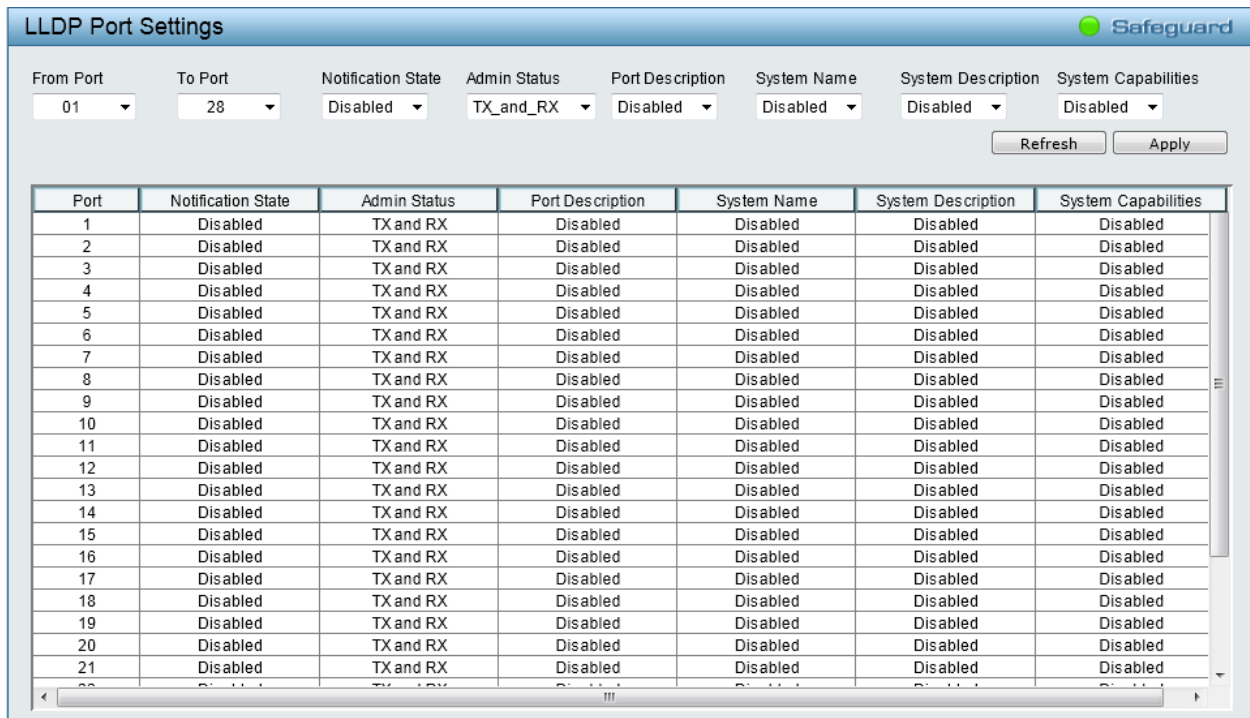 LLDP Port Settings Safeguard
From Port To Port Notification State Admin Status Port Description System Name System Description System Capabilities
01 28 Disabled TX_and_RX Disabled Disabled Disabled Disabled
Refresh Apply
Port Notification State Admin Status Port Description System Name System Description System Capabilities
1 Disabled TX and RX Disabled Disabled Disabled Disabled
2 Disabled TX and RX Disabled Disabled Disabled Disabled
3 Disabled TX and RX Disabled Disabled Disabled Disabled
4 Disabled TX and RX Disabled Disabled Disabled Disabled
5 Disabled TX and RX Disabled Disabled Disabled Disabled
6 Disabled TX and RX Disabled Disabled Disabled Disabled
7 Disabled TX and RX Disabled Disabled Disabled Disabled
8 Disabled TX and RX Disabled Disabled Disabled Disabled
9 Disabled TX and RX Disabled Disabled Disabled Disabled
10 Disabled TX and RX Disabled Disabled Disabled Disabled
11 Disabled TX and RX Disabled Disabled Disabled Disabled
12 Disabled TX and RX Disabled Disabled Disabled Disabled
13 Disabled TX and RX Disabled Disabled Disabled Disabled
14 Disabled TX and RX Disabled Disabled Disabled Disabled
15 Disabled TX and RX Disabled Disabled Disabled Disabled
16 Disabled TX and RX Disabled Disabled Disabled Disabled
17 Disabled TX and RX Disabled Disabled Disabled Disabled
18 Disabled TX and RX Disabled Disabled Disabled Disabled
19 Disabled TX and RX Disabled Disabled Disabled Disabled
20 Disabled TX and RX Disabled Disabled Disabled Disabled
21 Disabled TX and RX Disabled Disabled Disabled Disabled